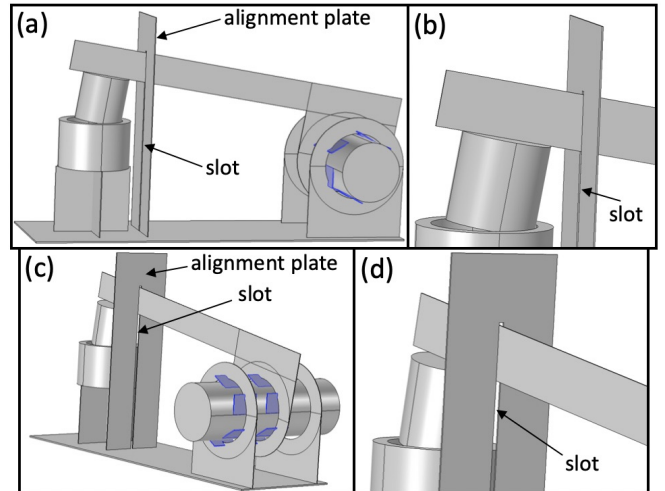 (a)
alignment plate
slot
(b)
slot
(c)
alignment plate
slot
(d)
slot